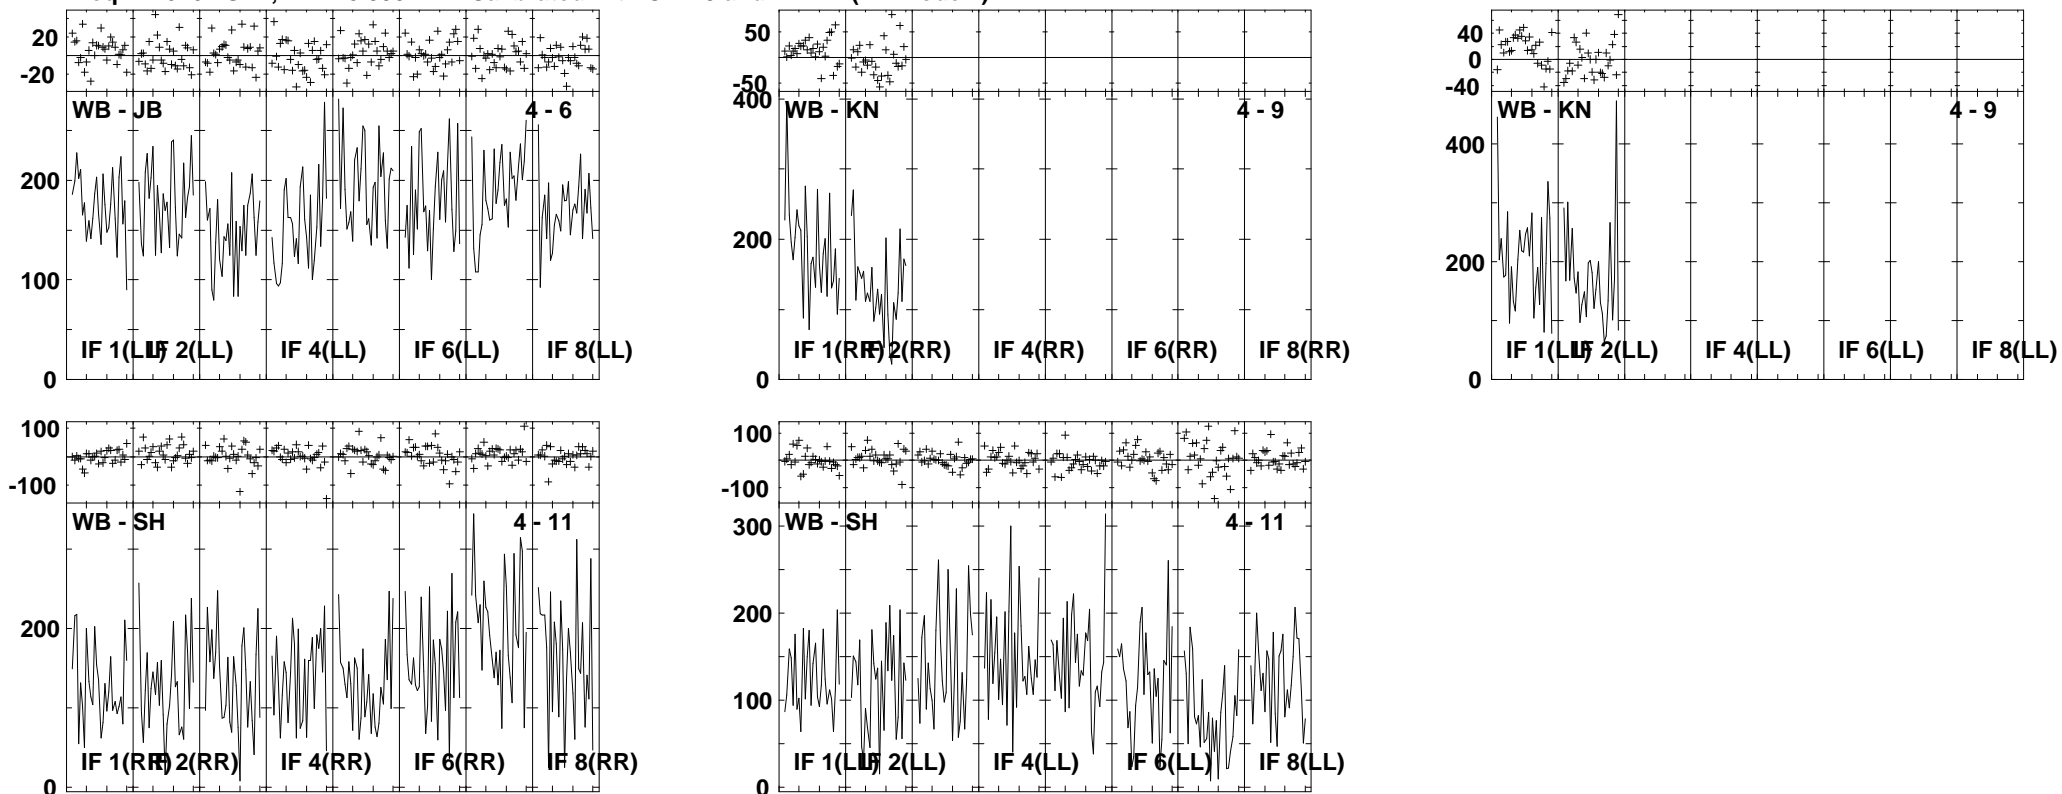 20
-20
WB - JB 4 - 6
200
100
0
IF 1(LL) IF 2(LL) IF 4(LL) IF 6(LL) IF 8(LL)
50
-50
400
WB - KN 4 - 9
200
0
IF 1(RR) IF 2(RR) IF 4(RR) IF 6(RR) IF 8(RR)
40
0
-40
WB - KN 4 - 9
400
200
0
IF 1(LL) IF 2(LL) IF 4(LL) IF 6(LL) IF 8(LL)
100
-100
WB - SH 4 - 11
200
0
IF 1(RR) IF 2(RR) IF 4(RR) IF 6(RR) IF 8(RR)
100
-100
300
WB - SH 4 - 11
200
100
0
IF 1(LL) IF 2(LL) IF 4(LL) IF 6(LL) IF 8(LL)